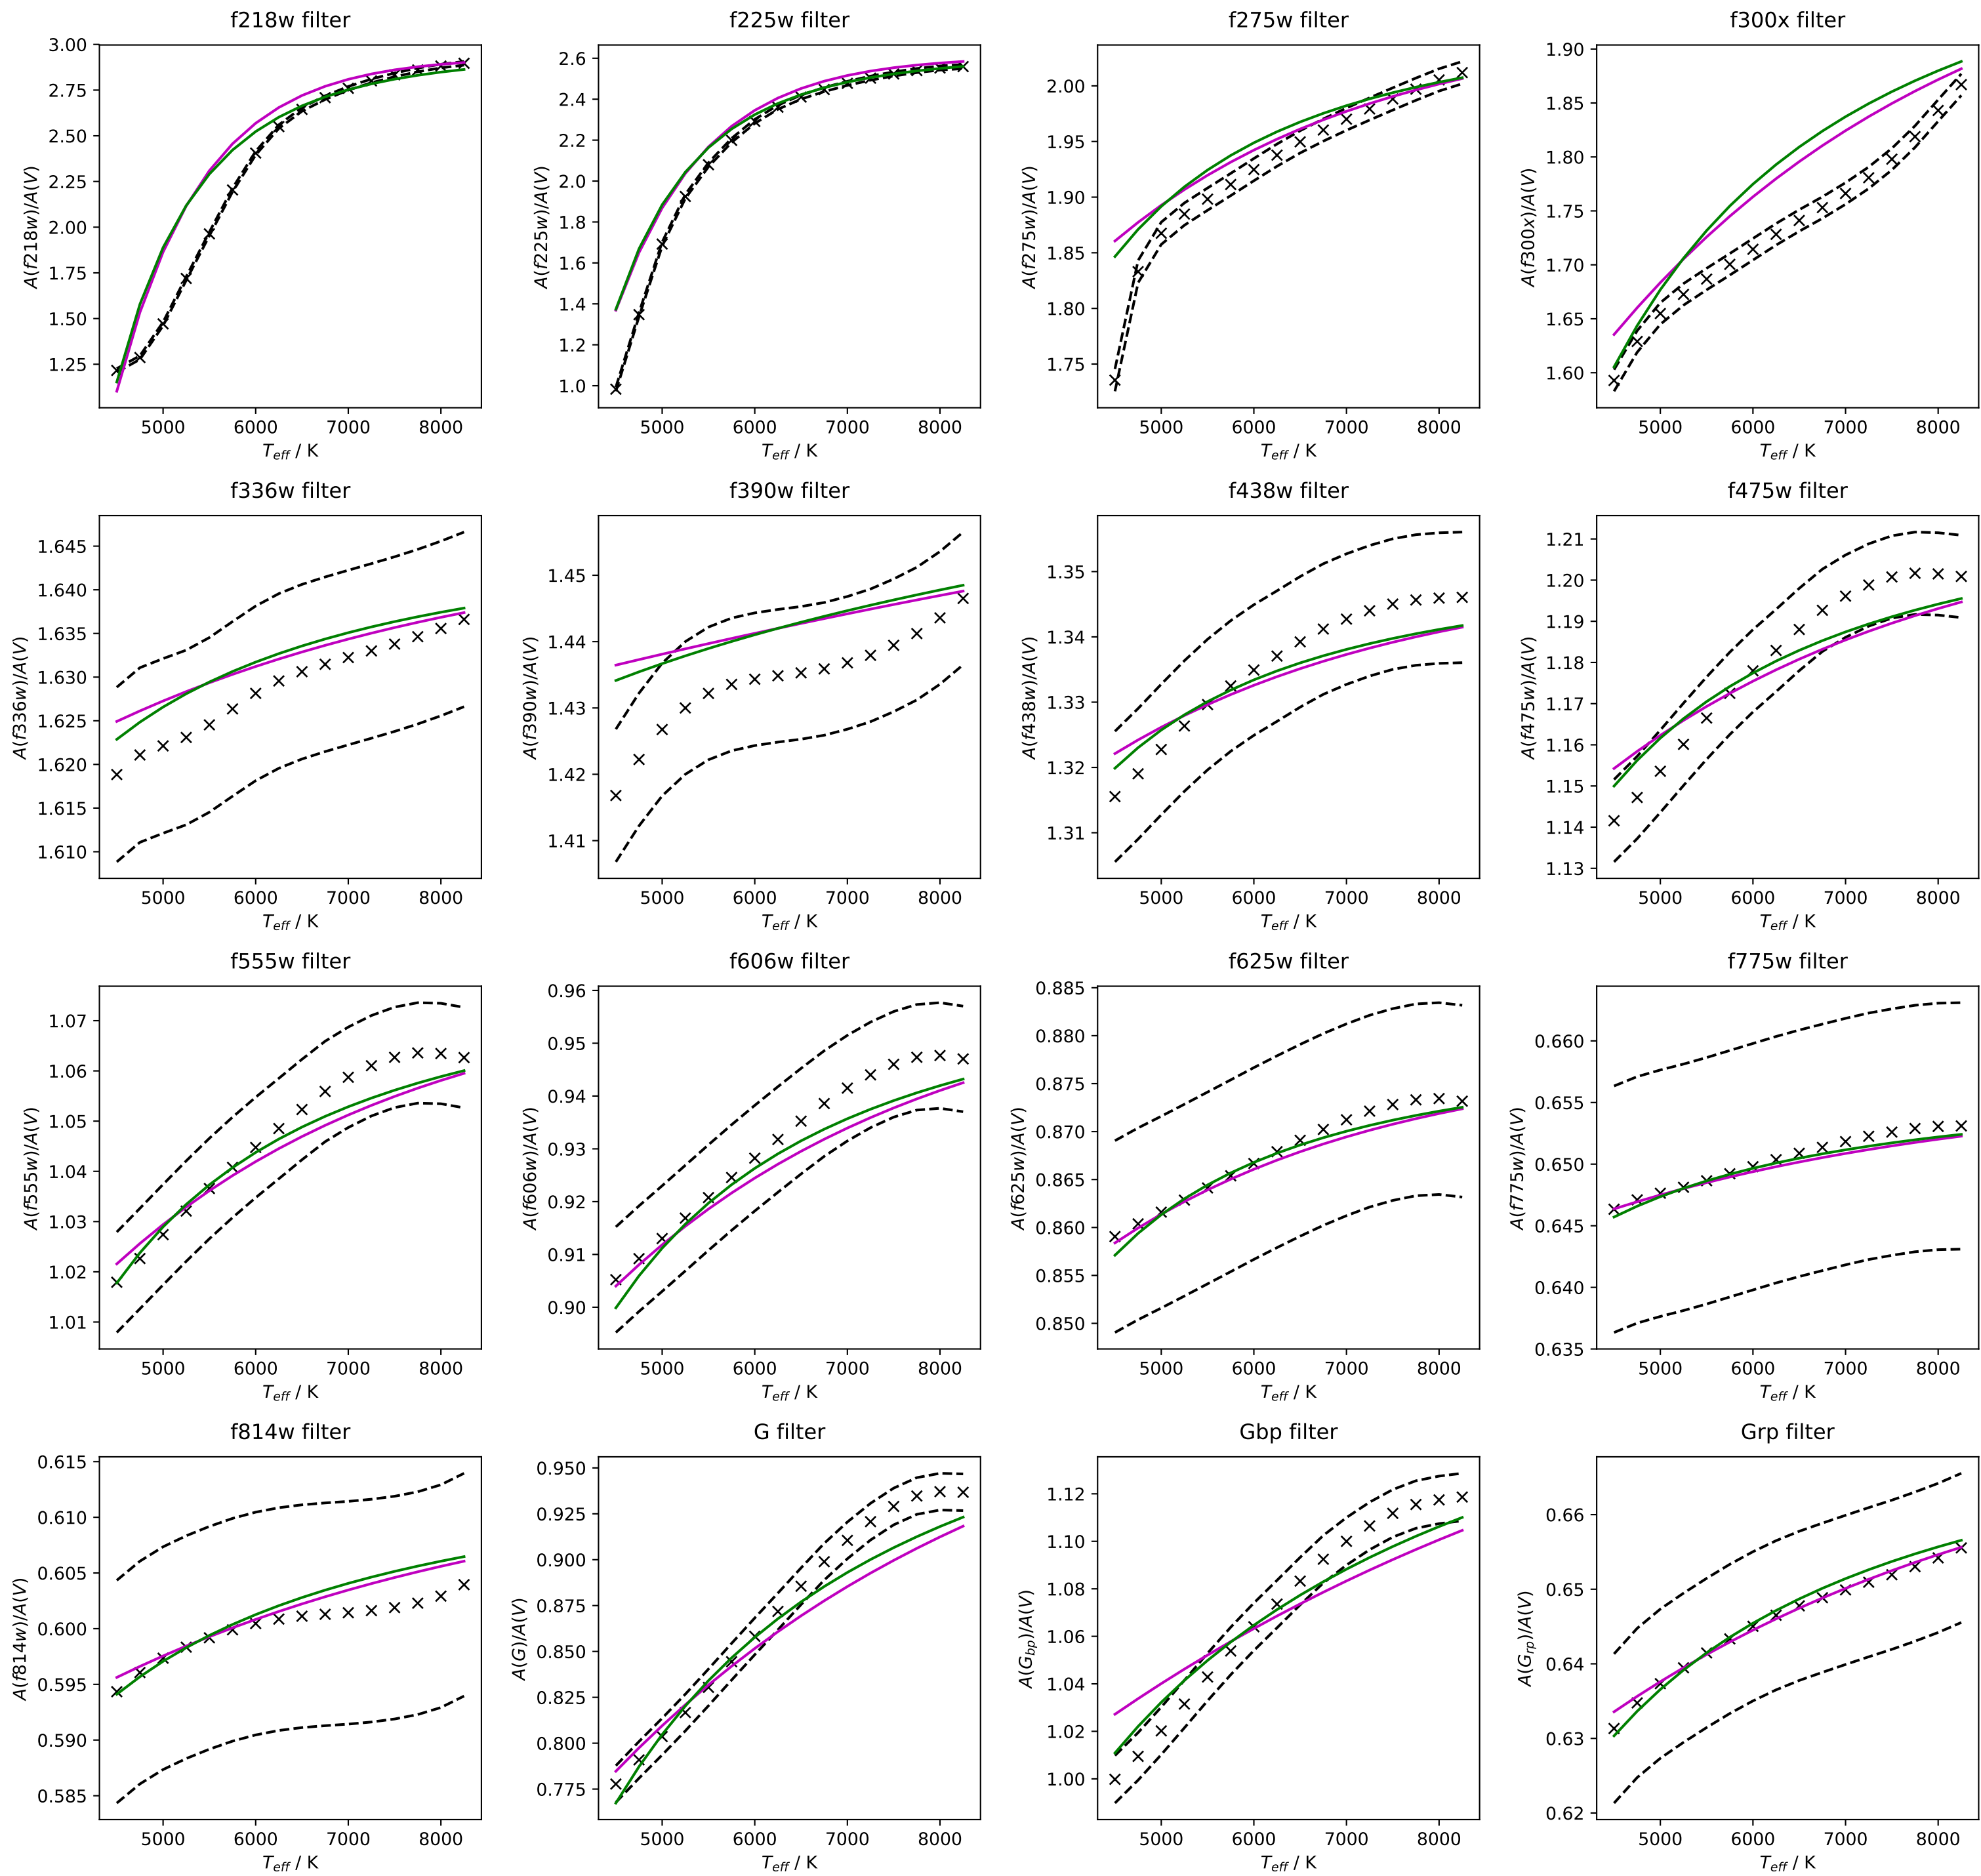 f218w filter
f225w filter
f275w filter
f300x filter
A(f218w)/A(V)
3.00
2.75
2.50
2.25
2.00
1.75
1.50
1.25
5000 6000 7000 8000
T_eff / K
A(f225w)/A(V)
2.6
2.4
2.2
2.0
1.8
1.6
1.4
1.2
1.0
5000 6000 7000 8000
T_eff / K
A(f275w)/A(V)
2.00
1.95
1.90
1.85
1.80
1.75
5000 6000 7000 8000
T_eff / K
A(f300x)/A(V)
1.90
1.85
1.80
1.75
1.70
1.65
1.60
5000 6000 7000 8000
T_eff / K
f336w filter
f390w filter
f438w filter
f475w filter
A(f336w)/A(V)
1.645
1.640
1.635
1.630
1.625
1.620
1.615
1.610
5000 6000 7000 8000
T_eff / K
A(f390w)/A(V)
1.45
1.44
1.43
1.42
1.41
5000 6000 7000 8000
T_eff / K
A(f438w)/A(V)
1.35
1.34
1.33
1.32
1.31
5000 6000 7000 8000
T_eff / K
A(f475w)/A(V)
1.21
1.20
1.19
1.18
1.17
1.16
1.15
1.14
1.13
5000 6000 7000 8000
T_eff / K
f555w filter
f606w filter
f625w filter
f775w filter
A(f555w)/A(V)
1.07
1.06
1.05
1.04
1.03
1.02
1.01
5000 6000 7000 8000
T_eff / K
A(f606w)/A(V)
0.96
0.95
0.94
0.93
0.92
0.91
0.90
5000 6000 7000 8000
T_eff / K
A(f625w)/A(V)
0.885
0.880
0.875
0.870
0.865
0.860
0.855
0.850
5000 6000 7000 8000
T_eff / K
A(f775w)/A(V)
0.660
0.655
0.650
0.645
0.640
0.635
5000 6000 7000 8000
T_eff / K
f814w filter
G filter
Gbp filter
Grp filter
A(f814w)/A(V)
0.615
0.610
0.605
0.600
0.595
0.590
0.585
5000 6000 7000 8000
T_eff / K
A(G)/A(V)
0.950
0.925
0.900
0.875
0.850
0.825
0.800
0.775
5000 6000 7000 8000
T_eff / K
A(G_bp)/A(V)
1.12
1.10
1.08
1.06
1.04
1.02
1.00
5000 6000 7000 8000
T_eff / K
A(G_rp)/A(V)
0.66
0.65
0.64
0.63
0.62
5000 6000 7000 8000
T_eff / K